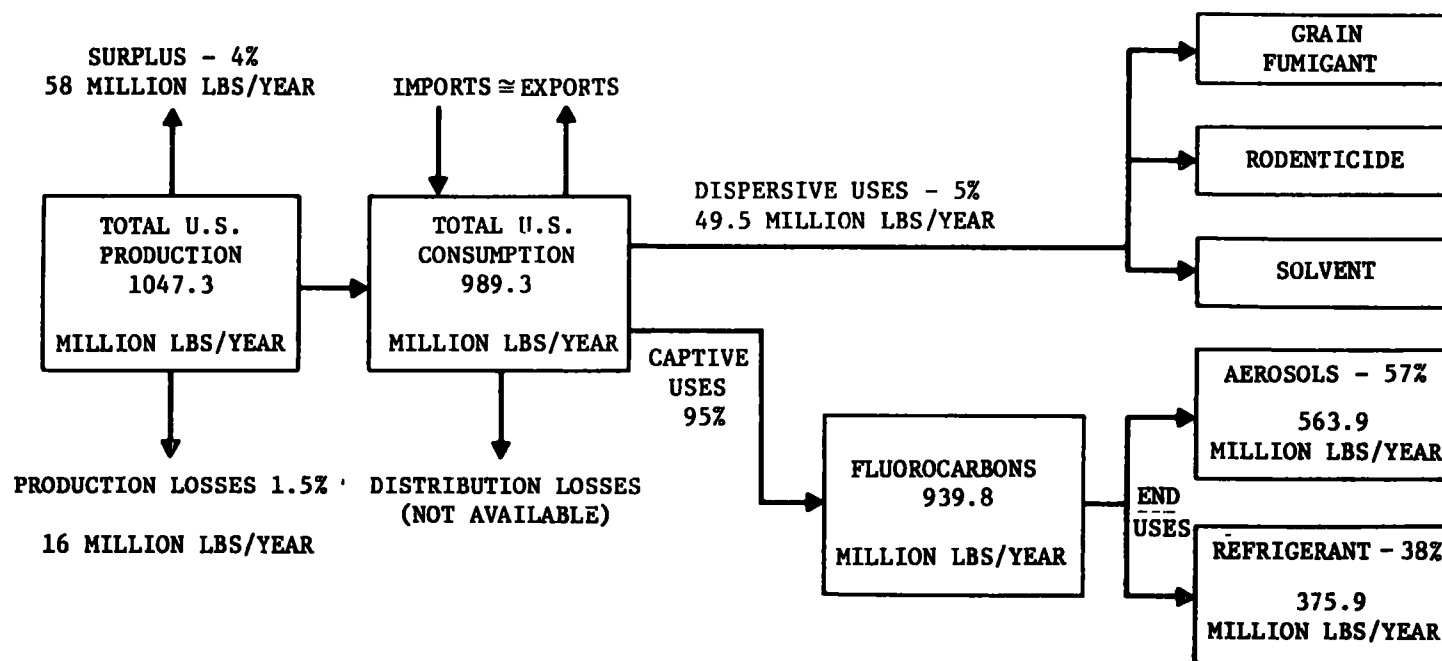 SURPLUS - 4%
58 MILLION LBS/YEAR
IMPORTS ≅ EXPORTS
TOTAL U.S.
PRODUCTION
1047.3
MILLION LBS/YEAR
TOTAL U.S.
CONSUMPTION
989.3
MILLION LBS/YEAR
PRODUCTION LOSSES 1.5%
16 MILLION LBS/YEAR
DISTRIBUTION LOSSES
(NOT AVAILABLE)
DISPERSIVE USES - 5%
49.5 MILLION LBS/YEAR
GRAIN
FUMIGANT
RODENTICIDE
SOLVENT
CAPTIVE
USES
95%
FLUOROCARBONS
939.8
MILLION LBS/YEAR
END
USES
AEROSOLS - 57%
563.9
MILLION LBS/YEAR
REFRIGERANT - 38%
375.9
MILLION LBS/YEAR